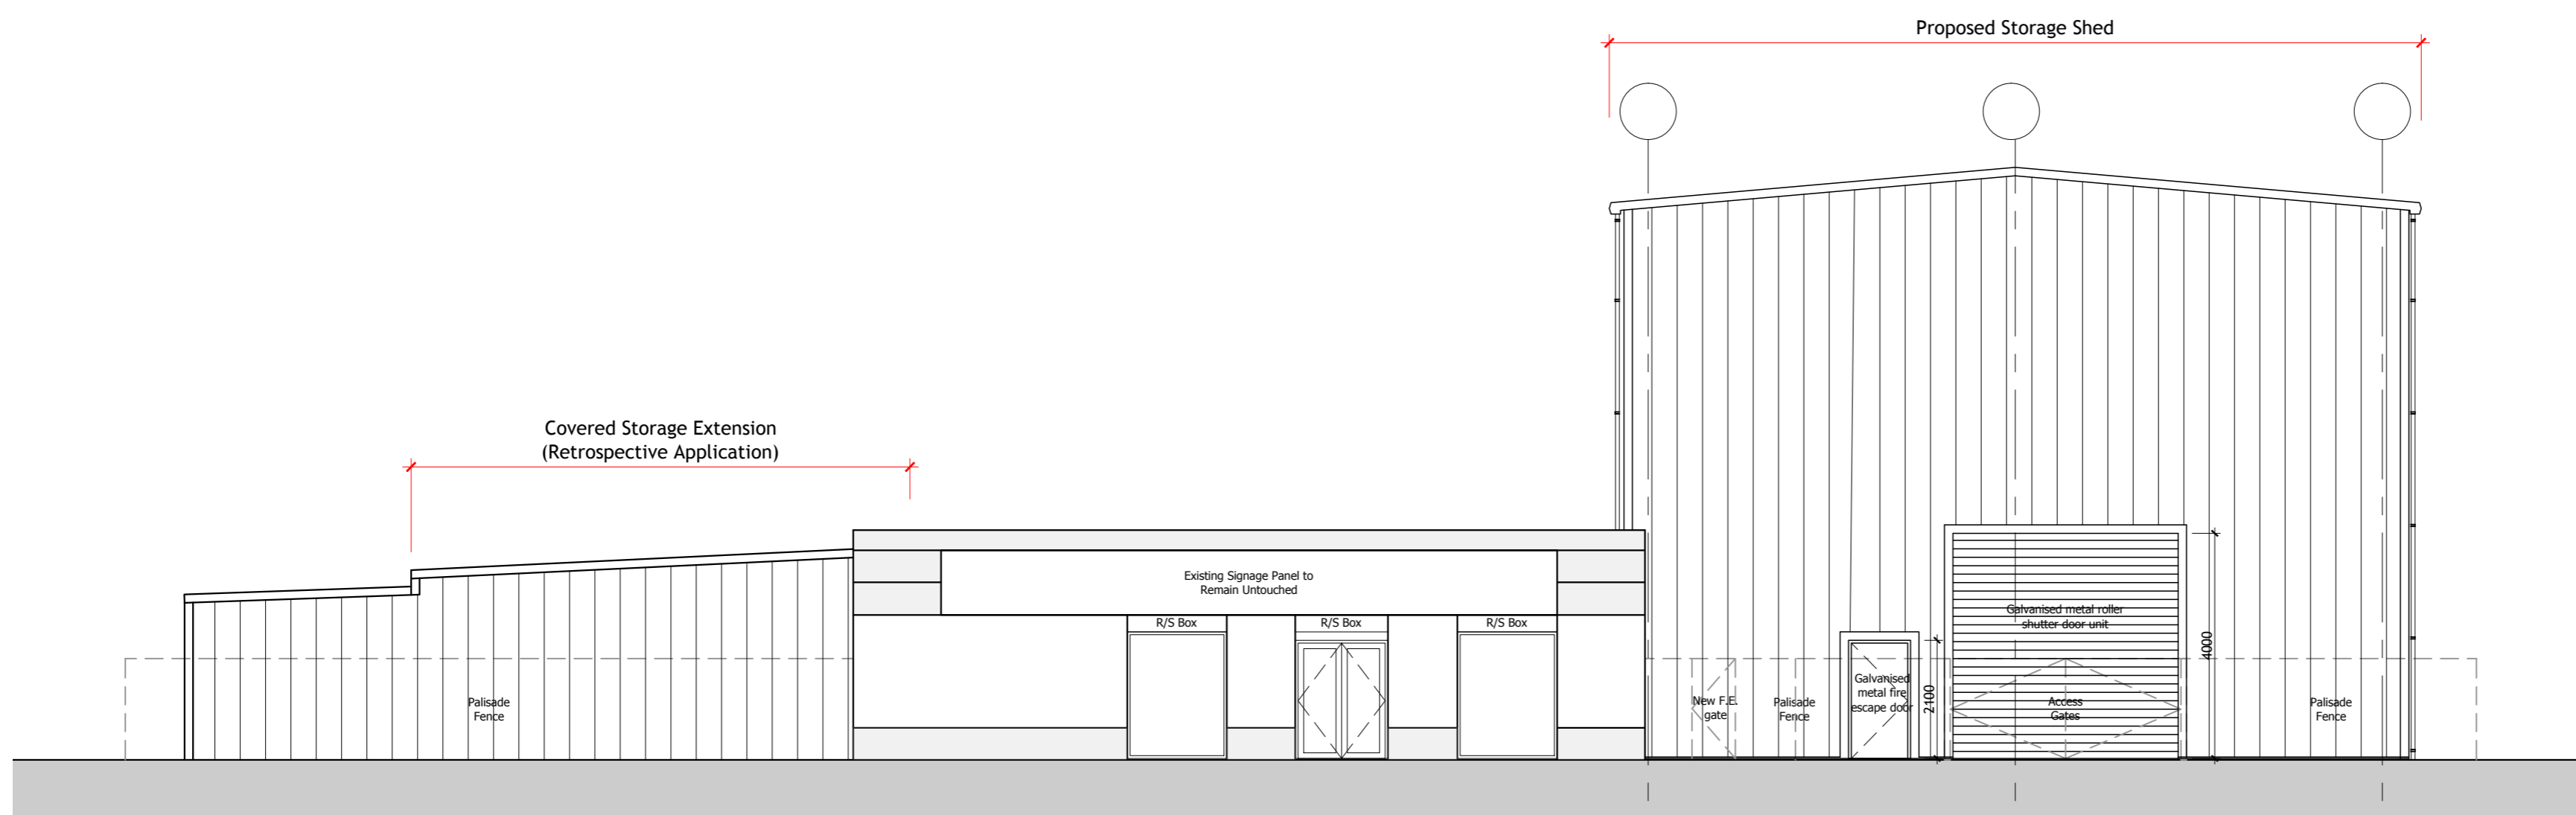 Proposed Storage Shed
Covered Storage Extension
(Retrospective Application)
Existing Signage Panel to
Remain Untouched
R/S Box
R/S Box
R/S Box
Palisade
Fence
New F.E.
gate
Palisade
Fence
Galvanised
metal fire
escape door
2100
Galvanised metal roller
shutter door unit
Access
Gates
4000
Palisade
Fence